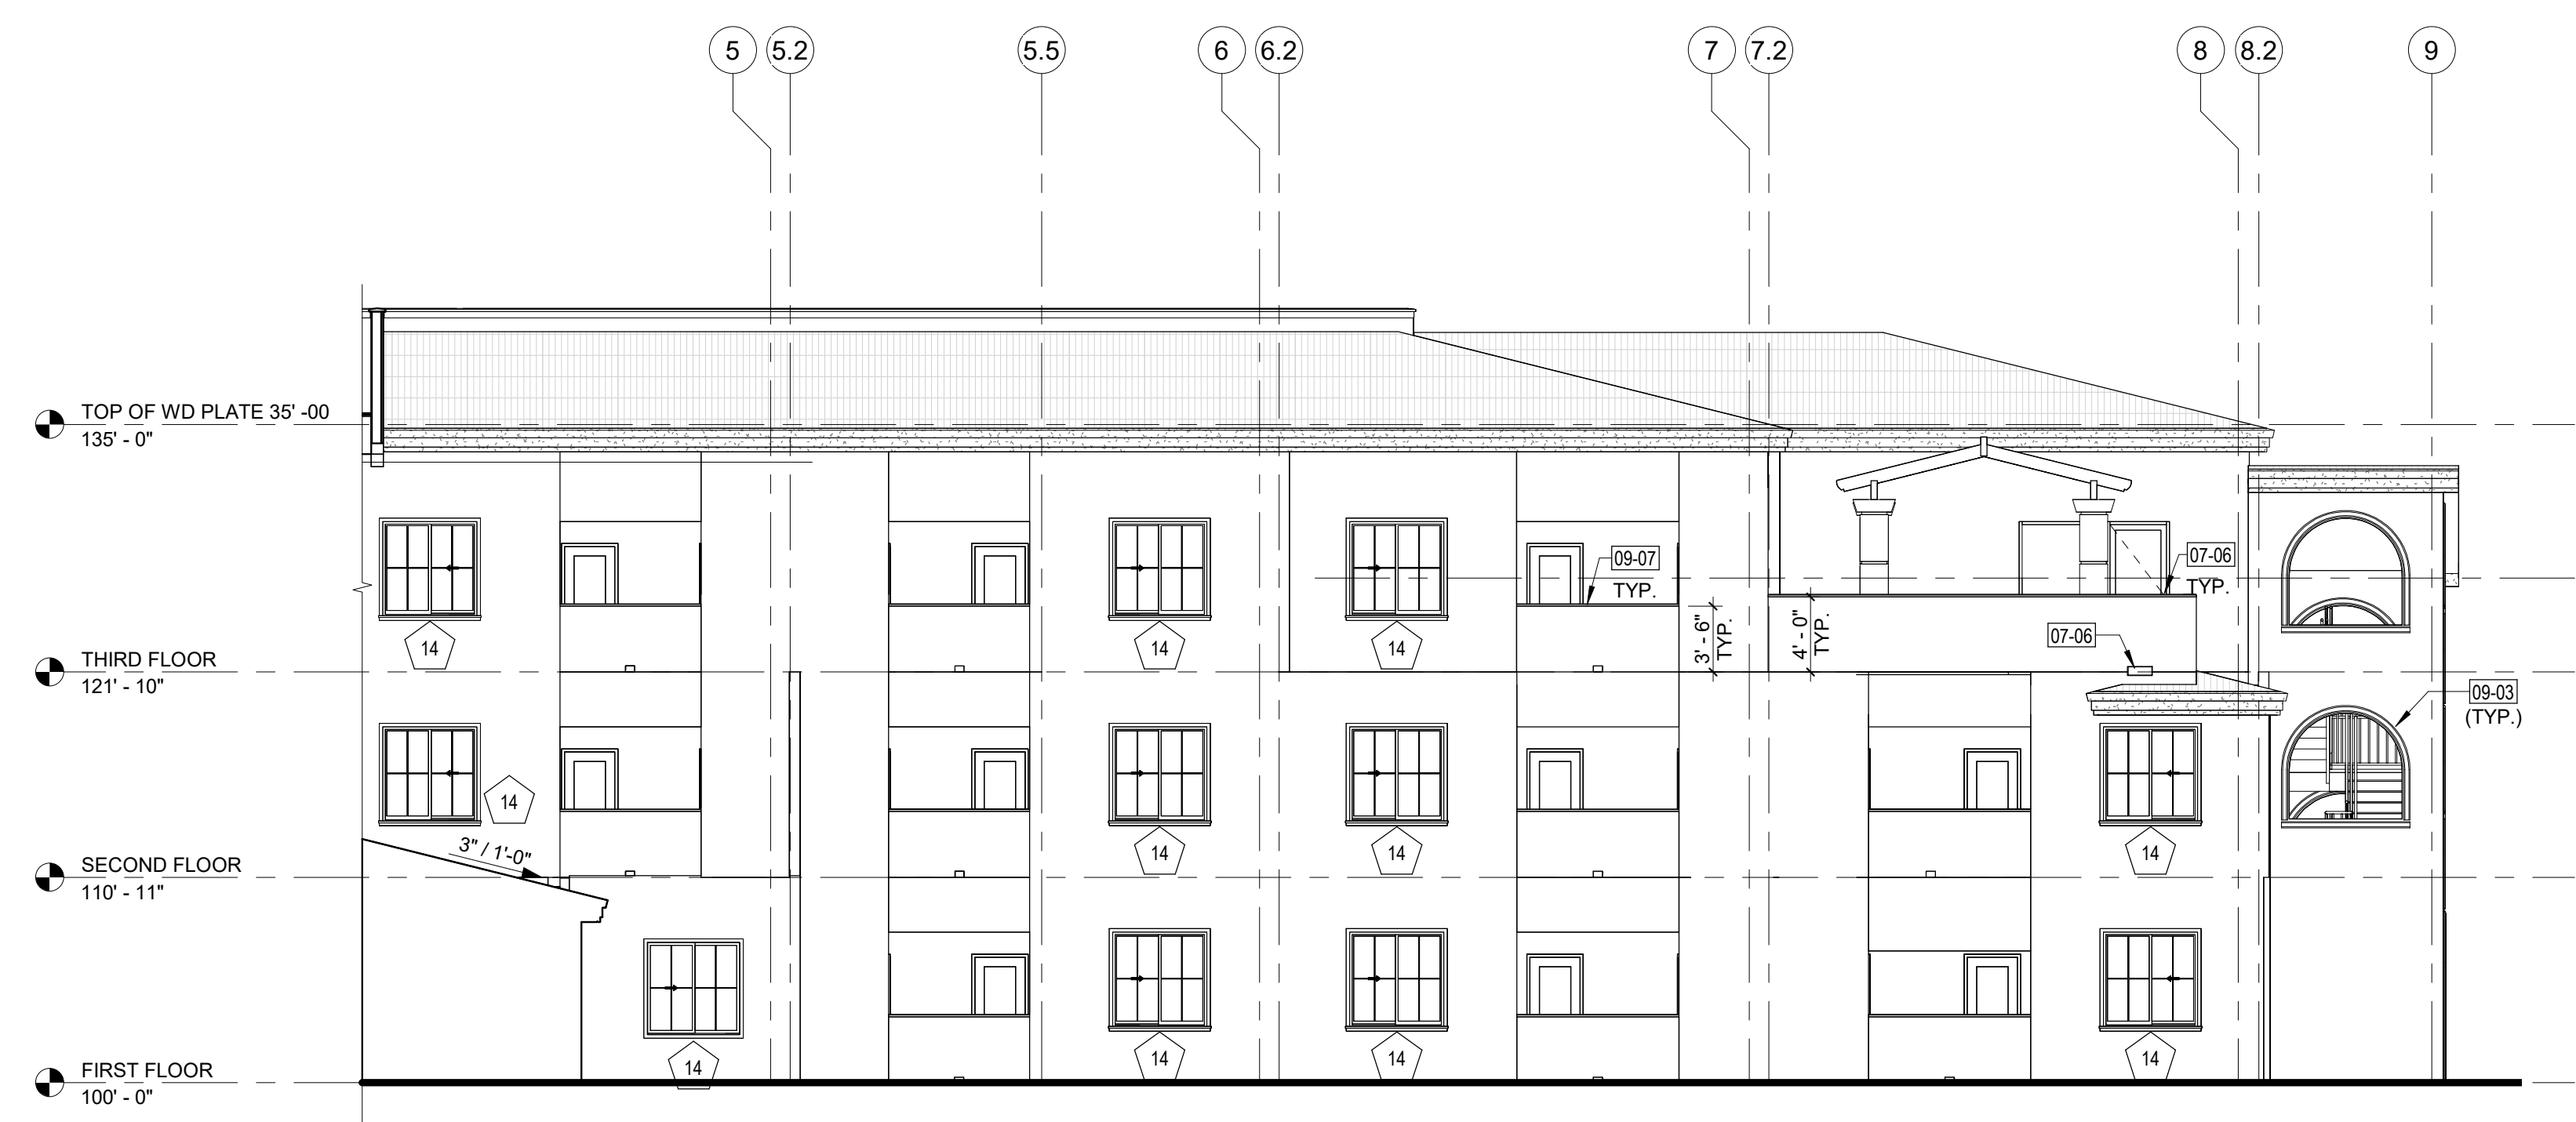 5
5.2
5.5
6
6.2
7
7.2
8
8.2
9
TOP OF WD PLATE 35' -00
135' - 0"
09-07
TYP.
07-06
TYP.
3' - 6"
TYP.
4' - 0"
TYP.
07-06
14
14
14
THIRD FLOOR
121' - 10"
09-03
(TYP.)
14
3" / 1'-0"
14
14
14
SECOND FLOOR
110' - 11"
14
14
14
14
FIRST FLOOR
100' - 0"